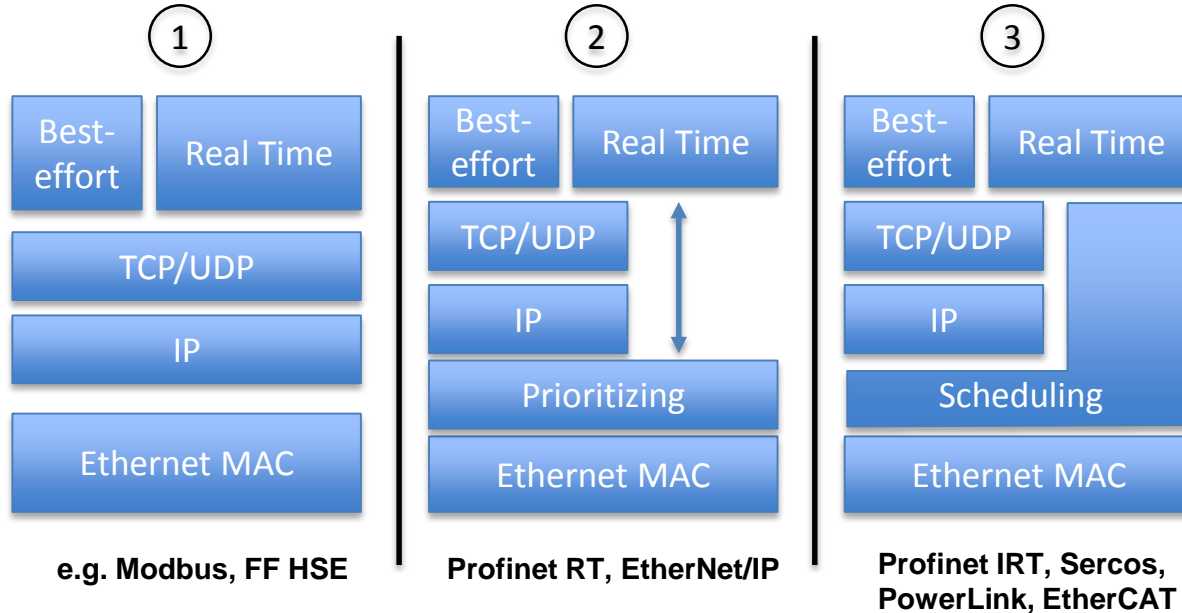 1
Best-
effort
Real Time
TCP/UDP
IP
Ethernet MAC
e.g. Modbus, FF HSE
2
Best-
effort
Real Time
TCP/UDP
IP
Prioritizing
Ethernet MAC
Profinet RT, EtherNet/IP
3
Best-
effort
Real Time
TCP/UDP
IP
Scheduling
Ethernet MAC
Profinet IRT, Sercos,
PowerLink, EtherCAT